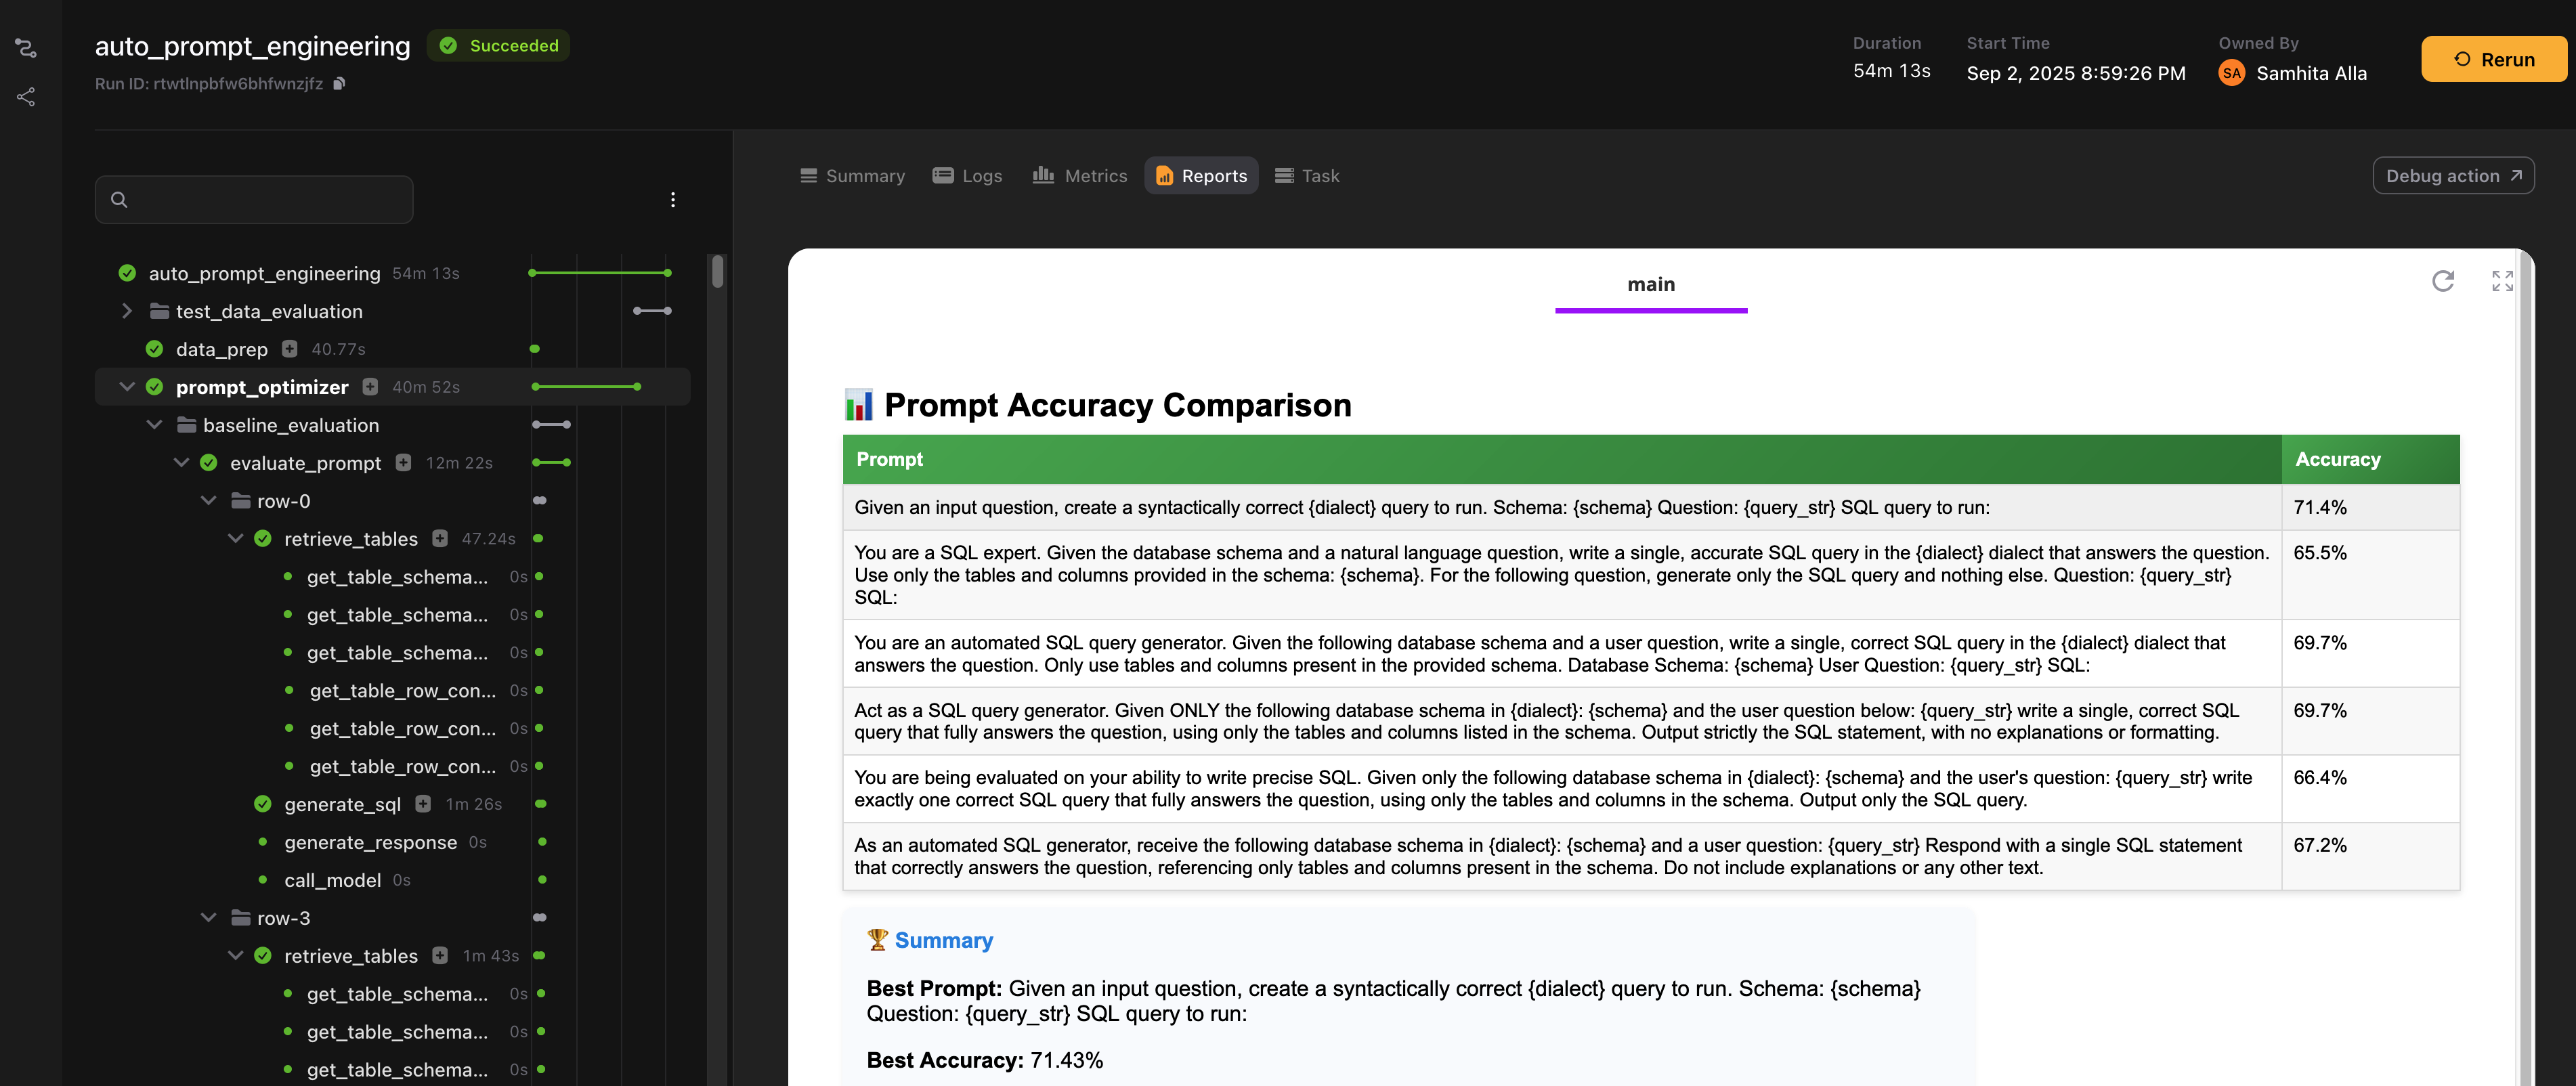 auto_prompt_engineering Succeeded
Run ID: rtwtlnpbfw6bhfwnzjfz
Duration
54m 13s
Start Time
Sep 2, 2025 8:59:26 PM
Owned By
SA Samhita Alla
Rerun
auto_prompt_engineering 54m 13s
test_data_evaluation
data_prep 40.77s
prompt_optimizer 40m 52s
baseline_evaluation
evaluate_prompt 12m 22s
row-0
retrieve_tables 47.24s
get_table_schema... 0s
get_table_schema... 0s
get_table_schema... 0s
get_table_row_con... 0s
get_table_row_con... 0s
get_table_row_con... 0s
generate_sql 1m 26s
generate_response 0s
call_model 0s
row-3
retrieve_tables 1m 43s
get_table_schema... 0s
get_table_schema... 0s
get_table_schema... 0s
Summary Logs Metrics Reports Task
Debug action
main
Prompt Accuracy Comparison
Prompt Accuracy
Given an input question, create a syntactically correct {dialect} query to run. Schema: {schema} Question: {query_str} SQL query to run: 71.4%
You are a SQL expert. Given the database schema and a natural language question, write a single, accurate SQL query in the {dialect} dialect that answers the question. 65.5%
Use only the tables and columns provided in the schema: {schema}. For the following question, generate only the SQL query and nothing else. Question: {query_str}
SQL:
You are an automated SQL query generator. Given the following database schema and a user question, write a single, correct SQL query in the {dialect} dialect that 69.7%
answers the question. Only use tables and columns present in the provided schema. Database Schema: {schema} User Question: {query_str} SQL:
Act as a SQL query generator. Given ONLY the following database schema in {dialect}: {schema} and the user question below: {query_str} write a single, correct SQL 69.7%
query that fully answers the question, using only the tables and columns listed in the schema. Output strictly the SQL statement, with no explanations or formatting.
You are being evaluated on your ability to write precise SQL. Given only the following database schema in {dialect}: {schema} and the user's question: {query_str} write 66.4%
exactly one correct SQL query that fully answers the question, using only the tables and columns in the schema. Output only the SQL query.
As an automated SQL generator, receive the following database schema in {dialect}: {schema} and a user question: {query_str} Respond with a single SQL statement 67.2%
that correctly answers the question, referencing only tables and columns present in the schema. Do not include explanations or any other text.
Summary
Best Prompt: Given an input question, create a syntactically correct {dialect} query to run. Schema: {schema}
Question: {query_str} SQL query to run:
Best Accuracy: 71.43%